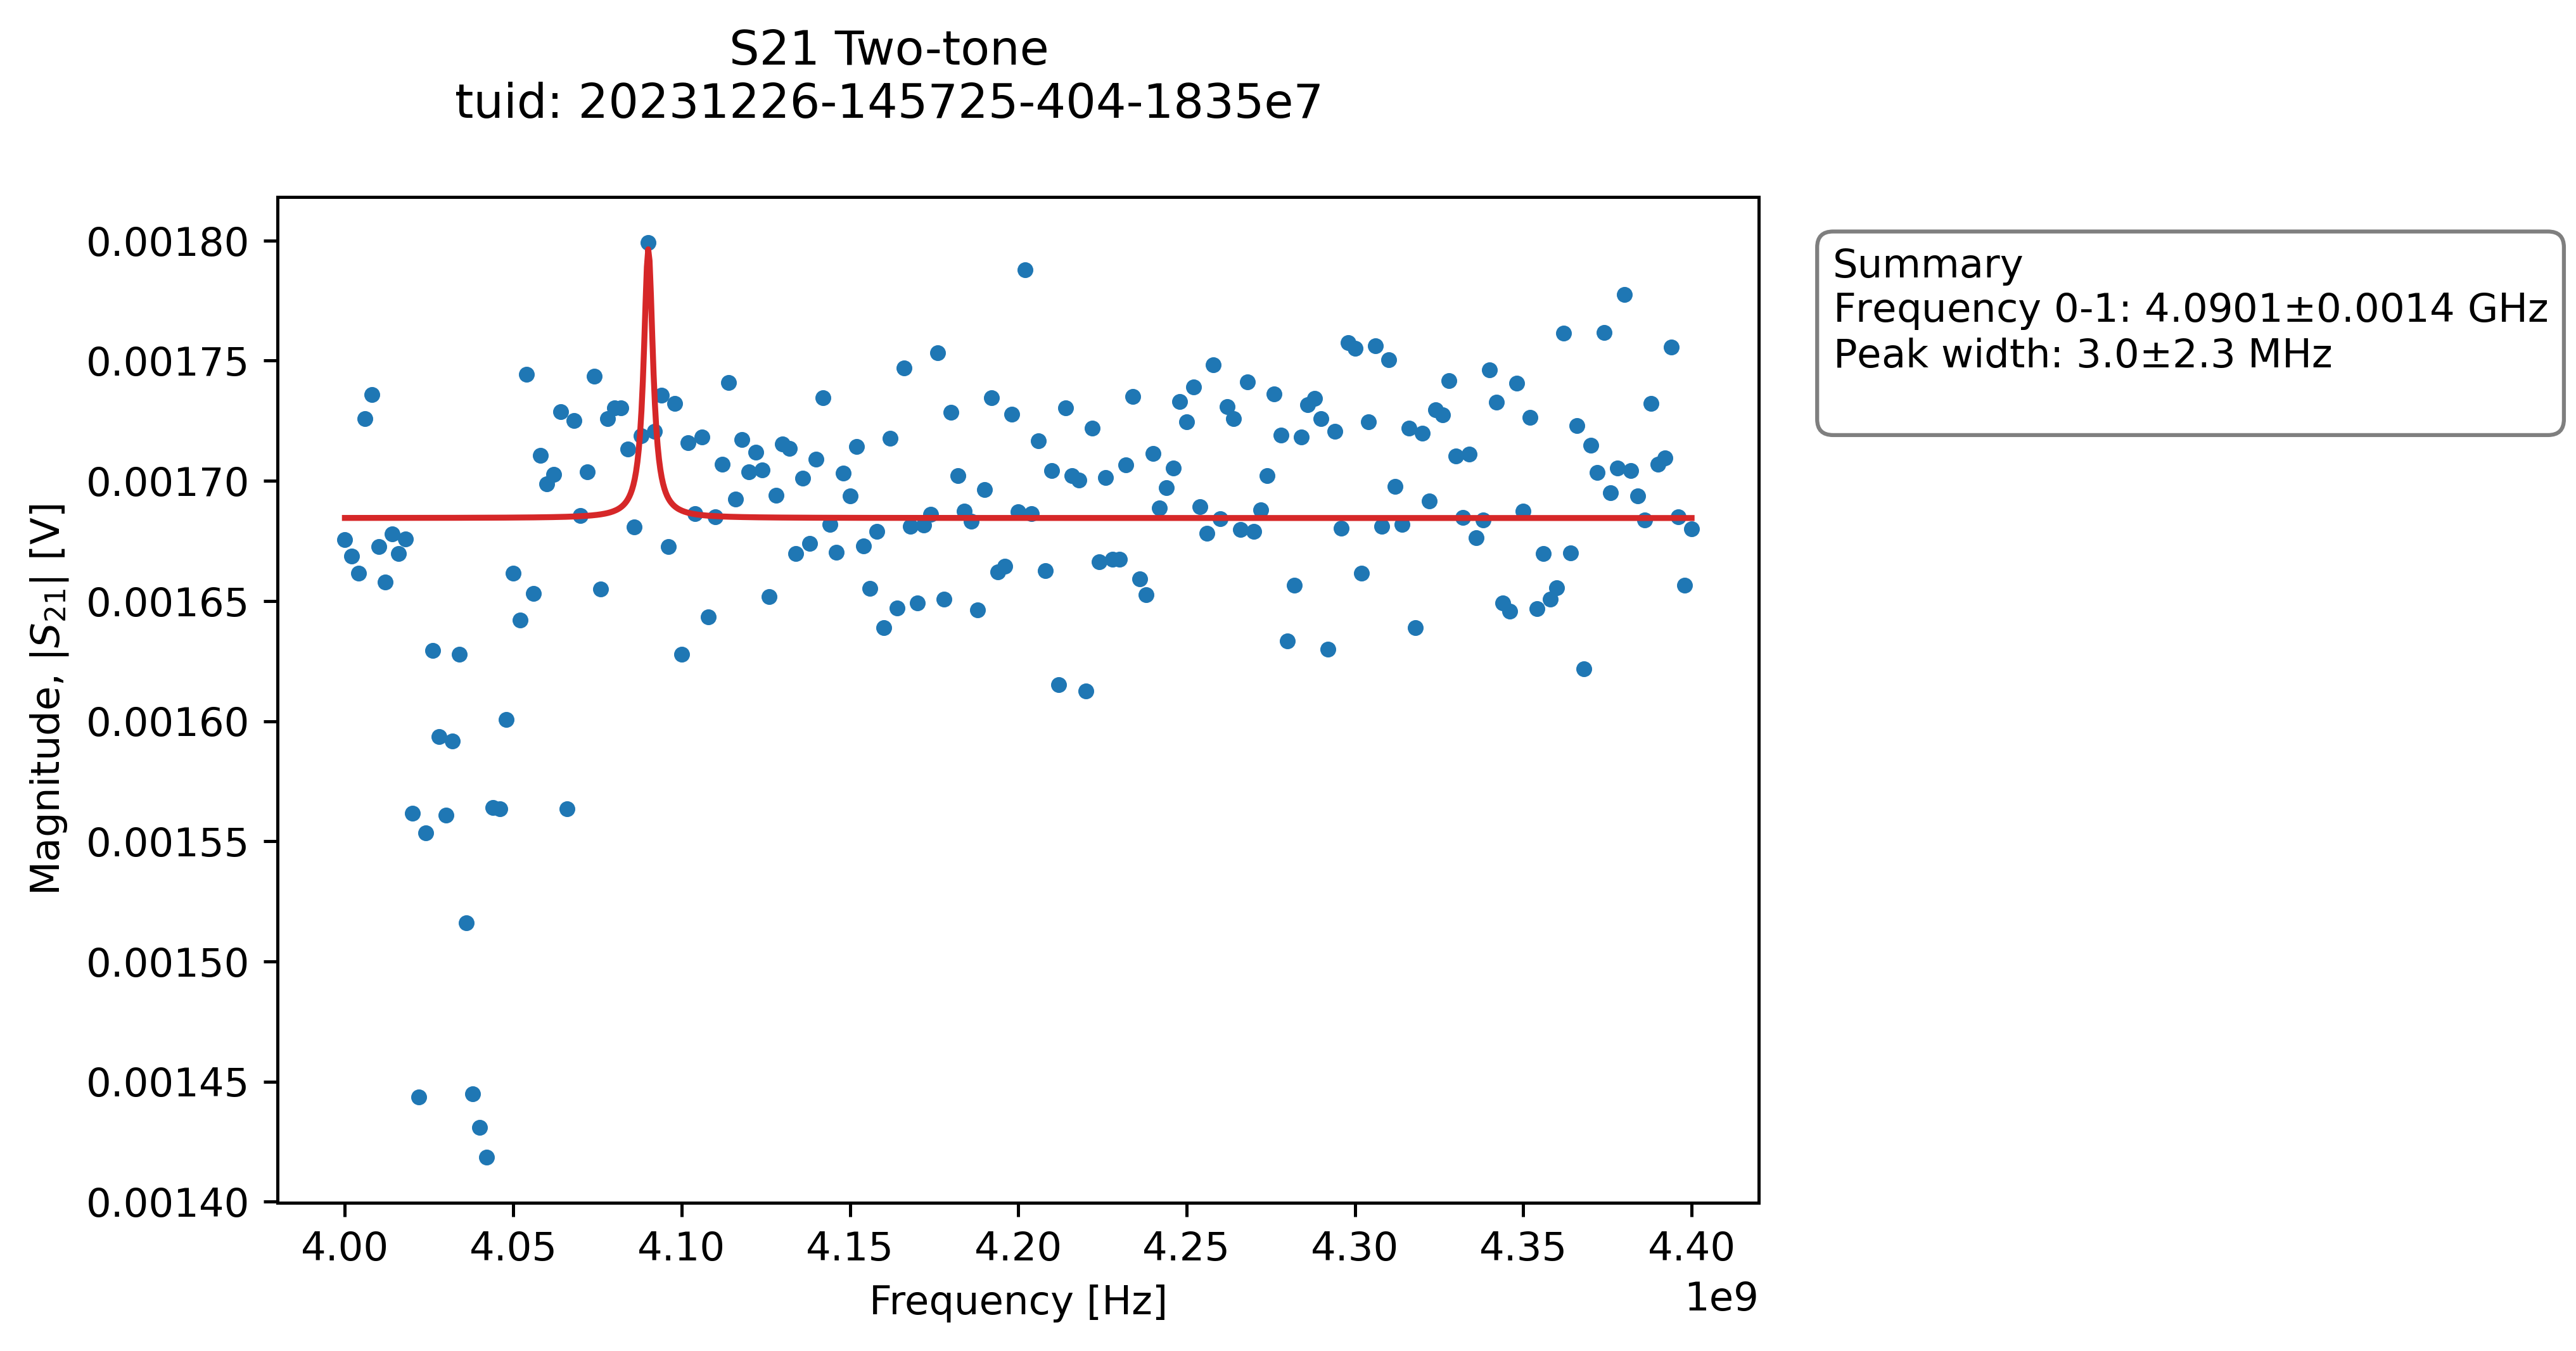 S21 Two-tone
tuid: 20231226-145725-404-1835e7
0.00180
0.00175
0.00170
0.00165
0.00160
0.00155
0.00150
0.00145
0.00140
Magnitude, |S21| [V]
4.00 4.05 4.10 4.15 4.20 4.25 4.30 4.35 4.40
1e9
Frequency [Hz]
Summary
Frequency 0-1: 4.0901±0.0014 GHz
Peak width: 3.0±2.3 MHz